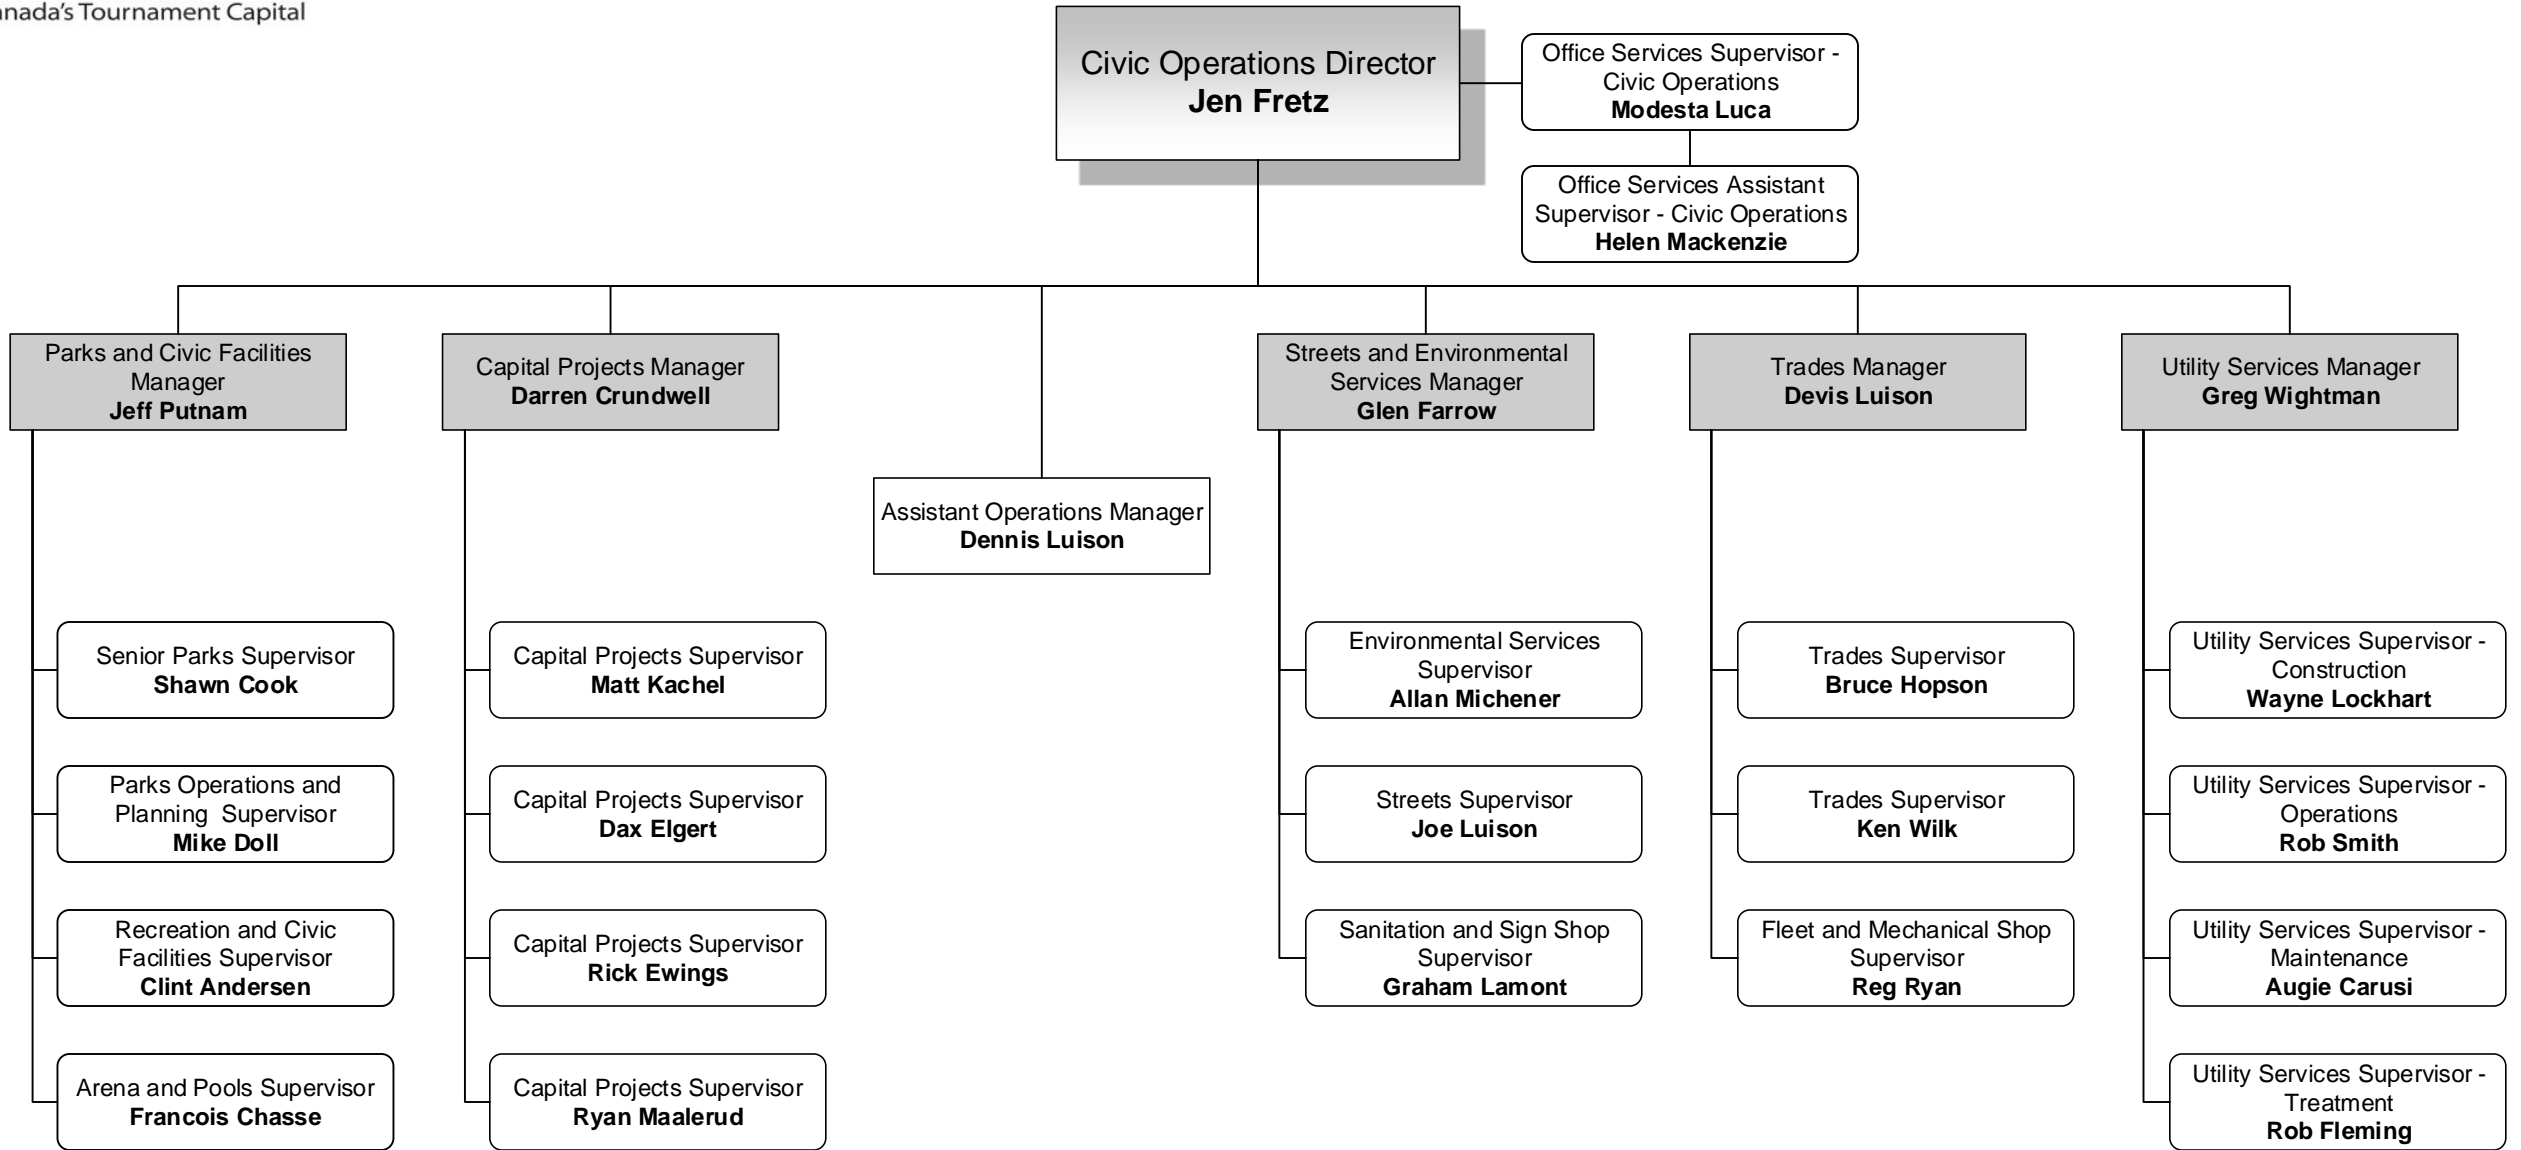 Tournament Capital
Civic Operations Director
Jen Fretz
Office Services Supervisor -
Civic Operations
Modesta Luca
Office Services Assistant
Supervisor - Civic Operations
Helen Mackenzie
Parks and Civic Facilities
Manager
Jeff Putnam
Capital Projects Manager
Darren Crundwell
Streets and Environmental
Services Manager
Glen Farrow
Trades Manager
Devis Luison
Utility Services Manager
Greg Wightman
Assistant Operations Manager
Dennis Luison
Senior Parks Supervisor
Shawn Cook
Parks Operations and
Planning Supervisor
Mike Doll
Recreation and Civic
Facilities Supervisor
Clint Andersen
Arena and Pools Supervisor
Francois Chasse
Capital Projects Supervisor
Matt Kachel
Capital Projects Supervisor
Dax Elgert
Capital Projects Supervisor
Rick Ewings
Capital Projects Supervisor
Ryan Maalerud
Environmental Services
Supervisor
Allan Michener
Streets Supervisor
Joe Luison
Sanitation and Sign Shop
Supervisor
Graham Lamont
Trades Supervisor
Bruce Hopson
Trades Supervisor
Ken Wilk
Fleet and Mechanical Shop
Supervisor
Reg Ryan
Utility Services Supervisor -
Construction
Wayne Lockhart
Utility Services Supervisor -
Operations
Rob Smith
Utility Services Supervisor -
Maintenance
Augie Carusi
Utility Services Supervisor -
Treatment
Rob Fleming